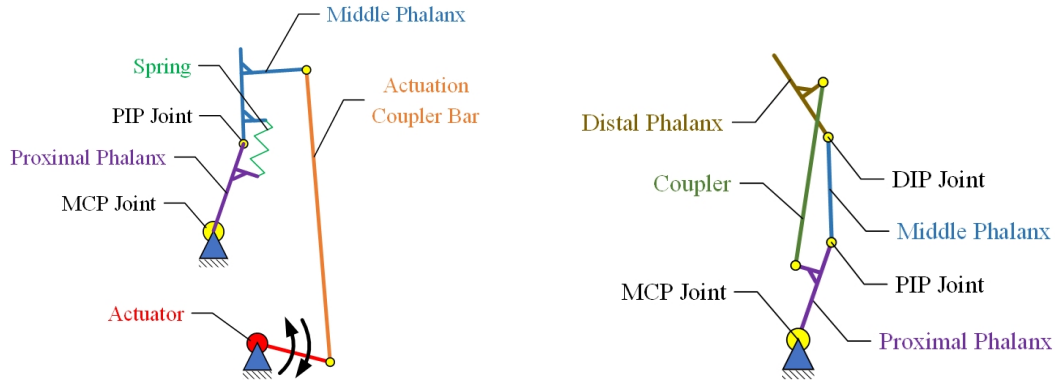 Middle Phalanx
Spring
Actuation
Coupler Bar
PIP Joint
Proximal Phalanx
MCP Joint
Actuator
Distal Phalanx
DIP Joint
Coupler
Middle Phalanx
PIP Joint
MCP Joint
Proximal Phalanx